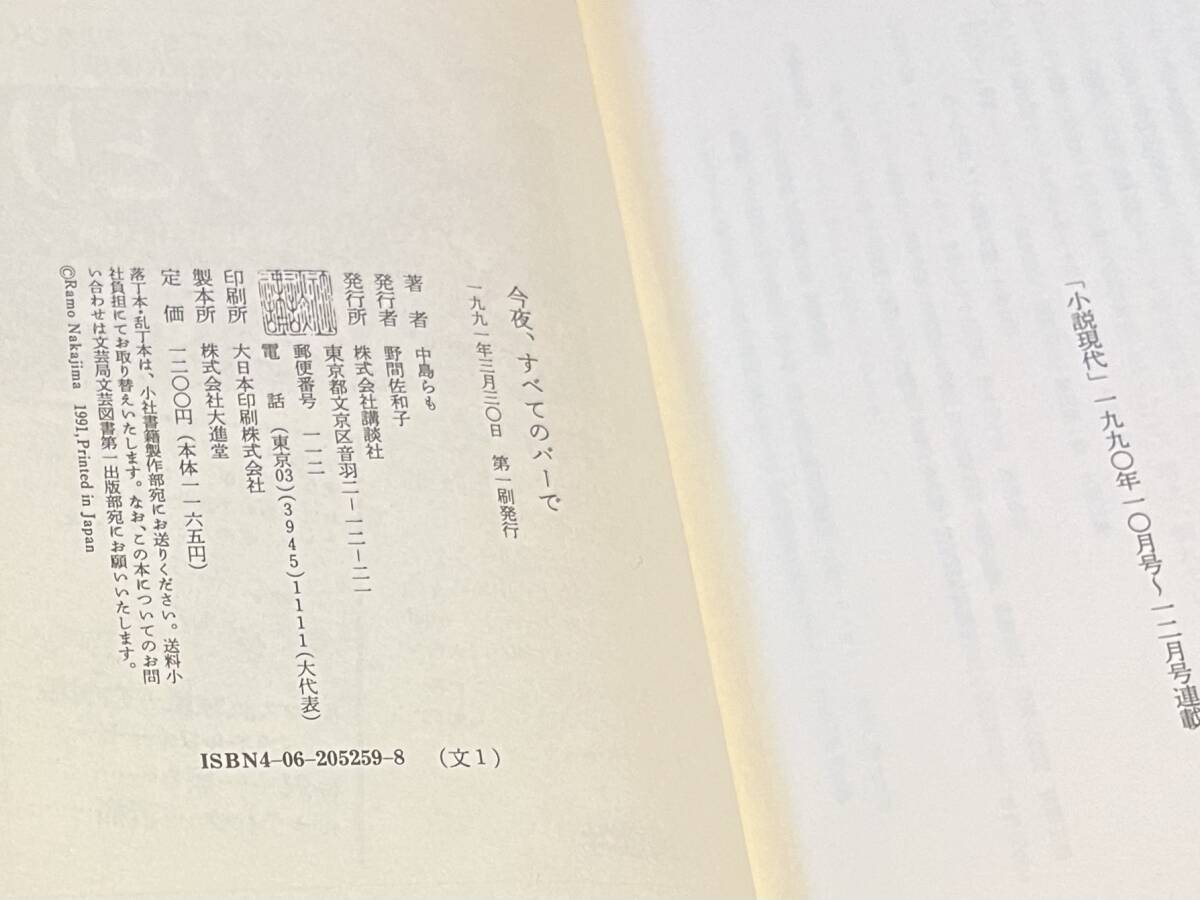 「小説現代」一九九〇年一〇月号〜一二月号連載
今夜、すべてのバーで
一九九一年三月三〇日 第一刷発行
著者 中島らも
発行者 野間佐和子
発行所 株式会社講談社
東京都文京区音羽二−一二−二一
郵便番号 一一二
電話 (東京03)(3945)1111(大代表)
印刷所 大日本印刷株式会社
製本所 株式会社大進堂
定価 一二〇〇円(本体一一六五円)
落丁本・乱丁本は、小社書籍製作部宛にお送りください。送料小
社負担にてお取り替えいたします。なお、この本についてのお問
い合わせは文芸局文芸図書第一出版部宛にお願いいたします。
©Ramo Nakajima 1991, Printed in Japan
ISBN4-06-205259-8 (文1)